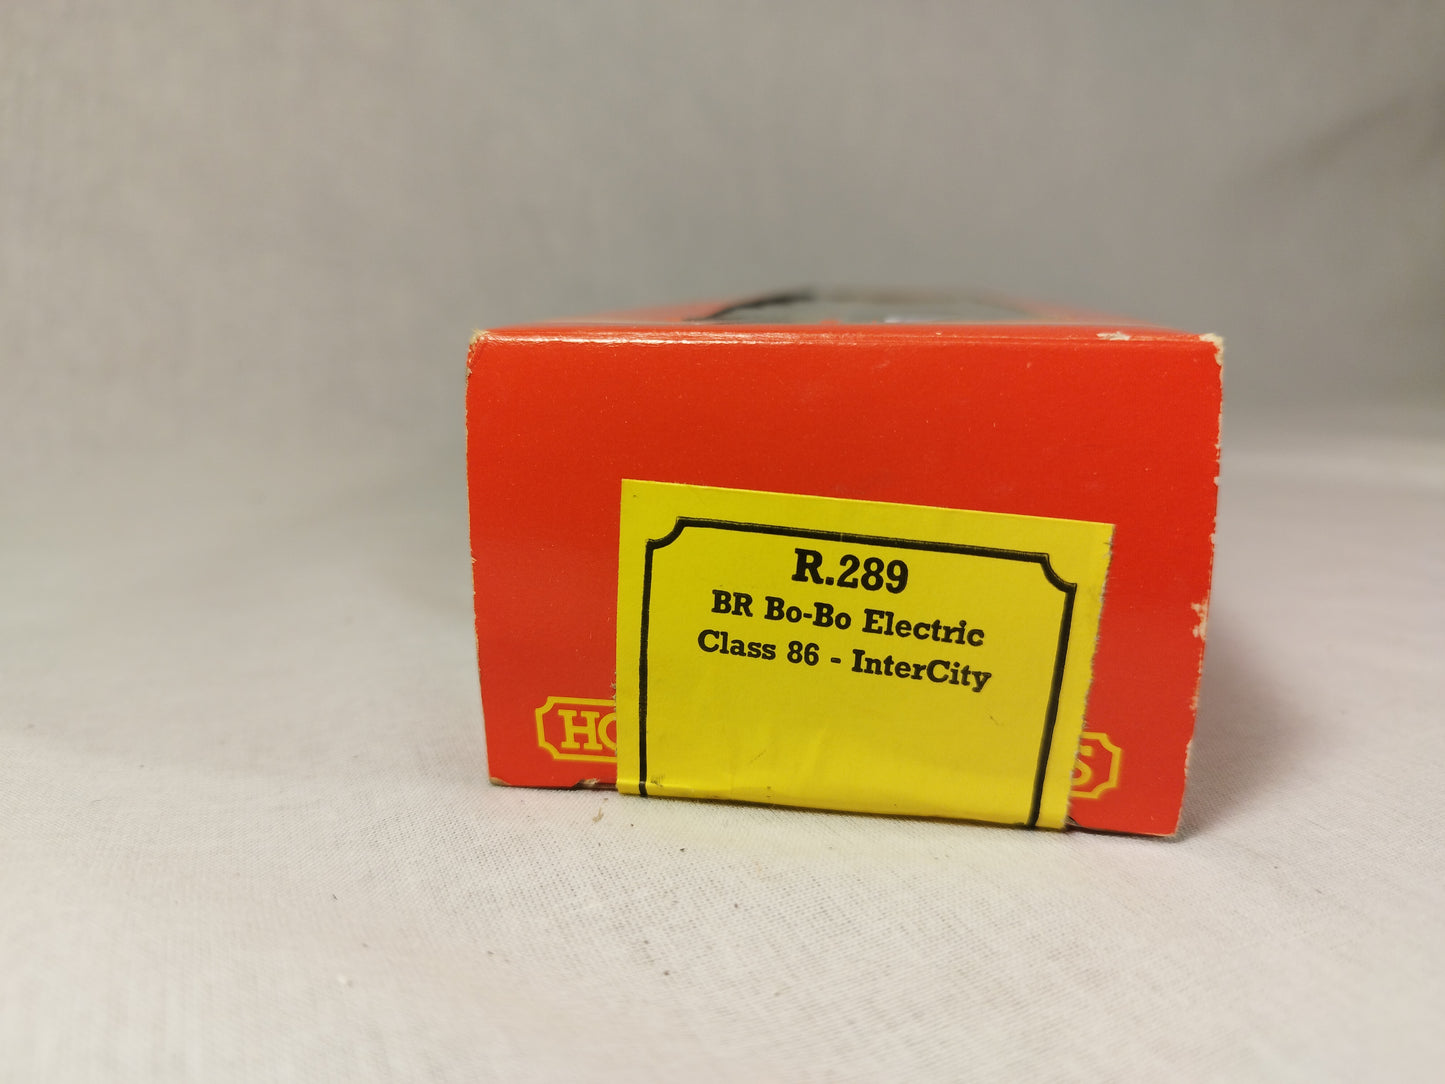 R.289
BR Bo-Bo Electric
Class 86 - InterCity